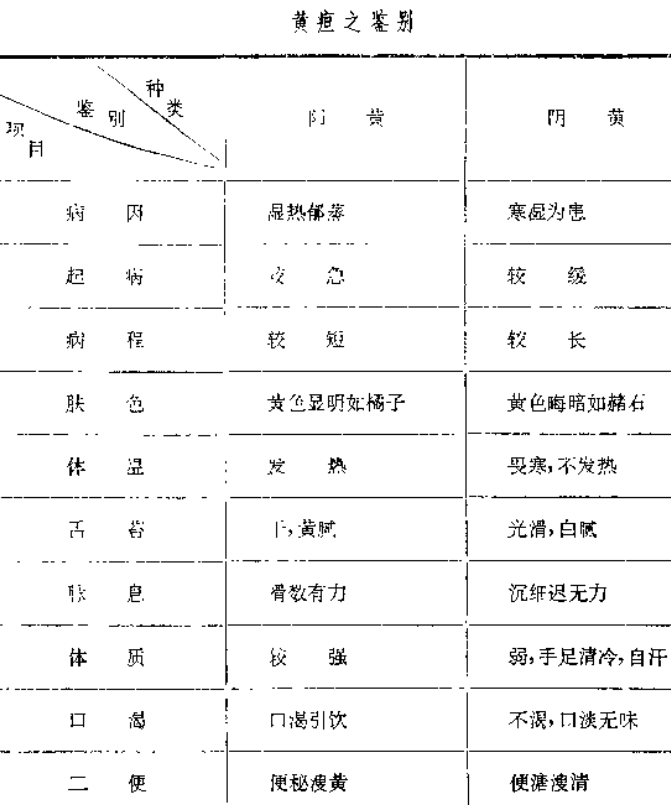 黄疸之鉴别
种类
鉴别
项目
阳黄 阴黄
病因 湿热郁蒸 寒湿为患
起病 较急 较缓
病程 较短 较长
肤色 黄色显明如橘子 黄色晦暗如赭石
体温 发热 畏寒,不发热
舌苔 干,黄腻 光滑,白腻
脉息 滑数有力 沉细迟无力
体质 较强 弱,手足清冷,自汗
口渴 口渴引饮 不渴,口淡无味
二便 便秘溲黄 便溏溲清